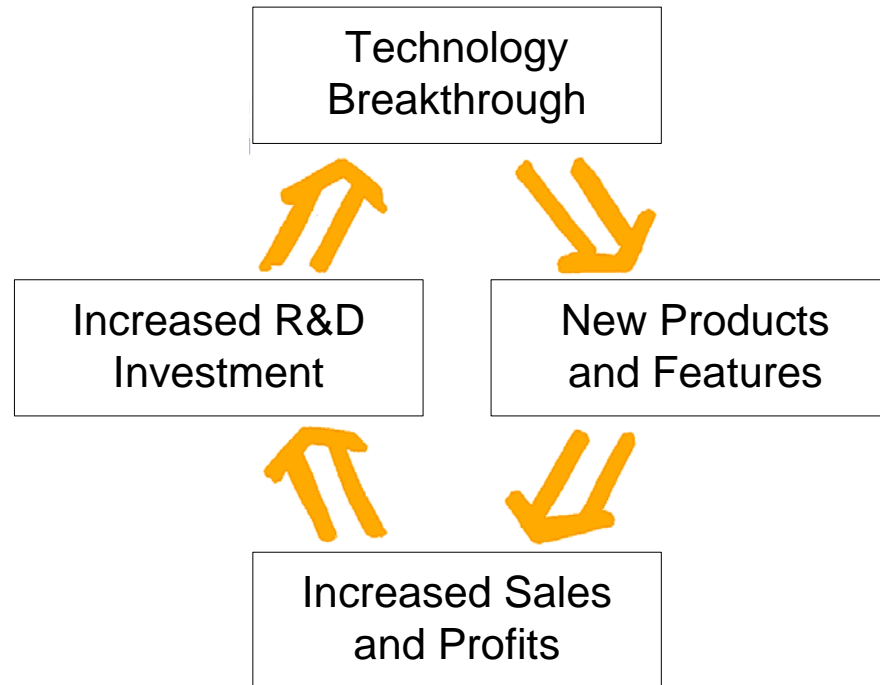 Technology
Breakthrough
Increased R&D
Investment
New Products
and Features
Increased Sales
and Profits